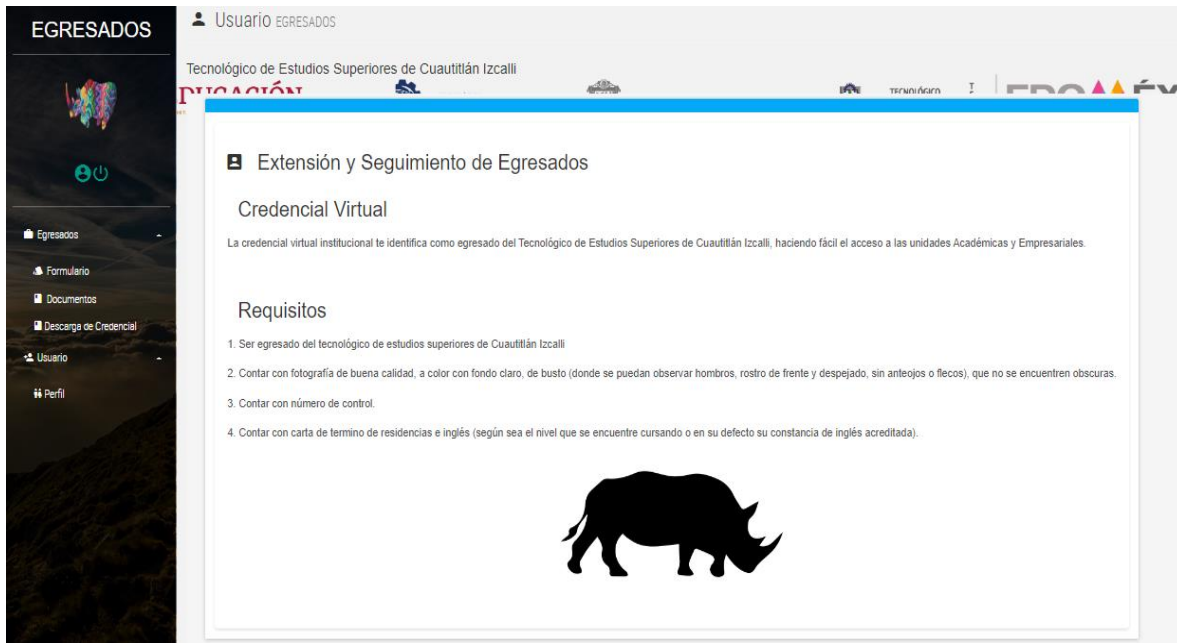 EGRESADOS
Egresados
Formulario
Documentos
Descarga de Credencial
Usuario
Perfil
Usuario EGRESADOS
Tecnológico de Estudios Superiores de Cuautitlán Izcalli
EDUCACIÓN
TECNOLÓGICO
EDOMÉX
Extensión y Seguimiento de Egresados
Credencial Virtual
La credencial virtual institucional te identifica como egresado del Tecnológico de Estudios Superiores de Cuautitlán Izcalli, haciendo fácil el acceso a las unidades Académicas y Empresariales.
Requisitos
1. Ser egresado del tecnológico de estudios superiores de Cuautitlán Izcalli
2. Contar con fotografía de buena calidad, a color con fondo claro, de busto (donde se puedan observar hombros, rostro de frente y despejado, sin anteojos o flecos), que no se encuentren obscuras.
3. Contar con número de control.
4. Contar con carta de termino de residencias e inglés (según sea el nivel que se encuentre cursando o en su defecto su constancia de inglés acreditada).